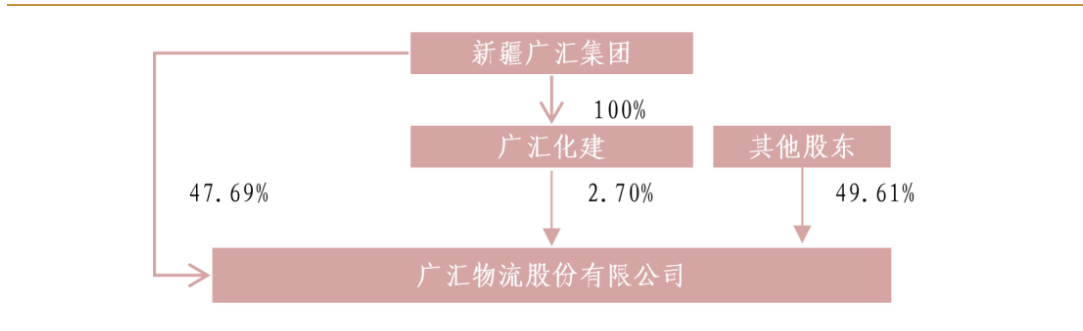 新疆广汇集团
100%
广汇化建
其他股东
47.69%
2.70%
49.61%
广汇物流股份有限公司